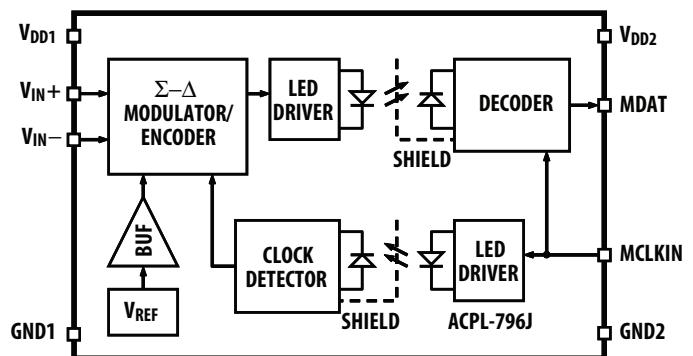 VDD1
VDD2
VIN+
VIN−
Σ−Δ
MODULATOR/
ENCODER
LED
DRIVER
SHIELD
DECODER
MDAT
BUF
VREF
CLOCK
DETECTOR
SHIELD
LED
DRIVER
MCLKIN
ACPL-796J
GND1
GND2